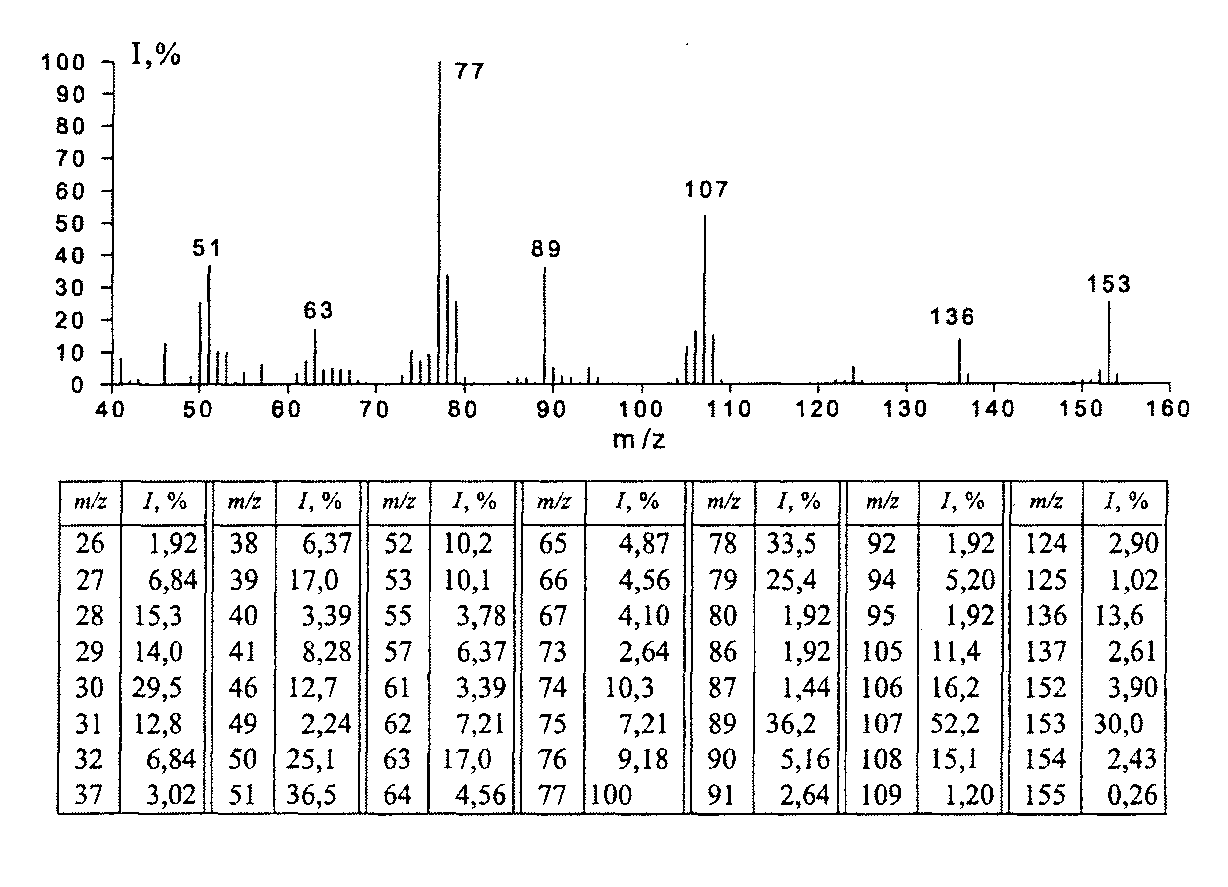 I,%
100
77
90
80
70
60
107
50
51
89
40
30
63
136
153
20
10
0
40 50 60 70 80 90 100 110 120 130 140 150 160
m/z
m/z I, % m/z I, % m/z I, % m/z I, % m/z I, % m/z I, % m/z I, %
26 1,92 38 6,37 52 10,2 65 4,87 78 33,5 92 1,92 124 2,90
27 6,84 39 17,0 53 10,1 66 4,56 79 25,4 94 5,20 125 1,02
28 15,3 40 3,39 55 3,78 67 4,10 80 1,92 95 1,92 136 13,6
29 14,0 41 8,28 57 6,37 73 2,64 86 1,92 105 11,4 137 2,61
30 29,5 46 12,7 61 3,39 74 10,3 87 1,44 106 16,2 152 3,90
31 12,8 49 2,24 62 7,21 75 7,21 89 36,2 107 52,2 153 30,0
32 6,84 50 25,1 63 17,0 76 9,18 90 5,16 108 15,1 154 2,43
37 3,02 51 36,5 64 4,56 77 100 91 2,64 109 1,20 155 0,26